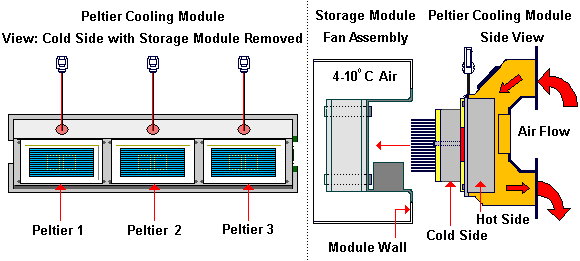 Peltier Cooling Module
View: Cold Side with Storage Module Removed
Peltier 1
Peltier 2
Peltier 3
Storage Module
Fan Assembly
4-10° C Air
Module Wall
Peltier Cooling Module
Side View
Air Flow
Hot Side
Cold Side